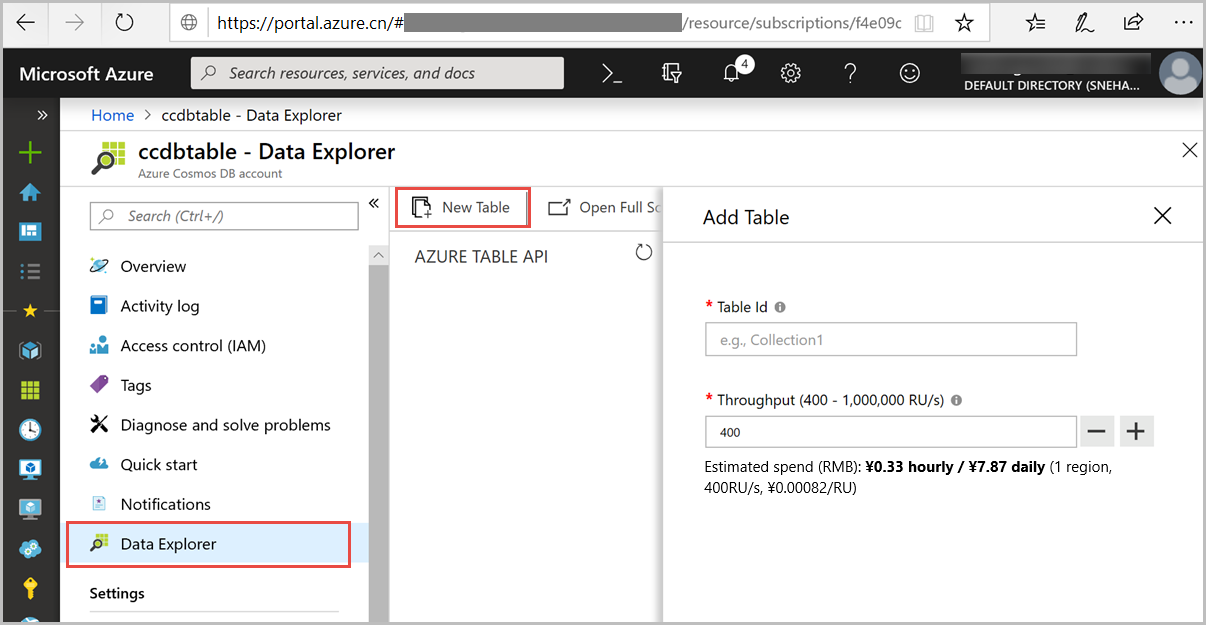 https://portal.azure.cn/# /resource/subscriptions/f4e09c
Microsoft Azure
Search resources, services, and docs
4
DEFAULT DIRECTORY (SNEHA...
Home > ccdbtable - Data Explorer
ccdbtable - Data Explorer
Azure Cosmos DB account
Search (Ctrl+/)
Overview
Activity log
Access control (IAM)
Tags
Diagnose and solve problems
Quick start
Notifications
Data Explorer
Settings
New Table
Open Full Sc
AZURE TABLE API
Add Table
* Table Id
e.g., Collection1
* Throughput (400 - 1,000,000 RU/s)
400
Estimated spend (RMB): ¥0.33 hourly / ¥7.87 daily (1 region,
400RU/s, ¥0.00082/RU)